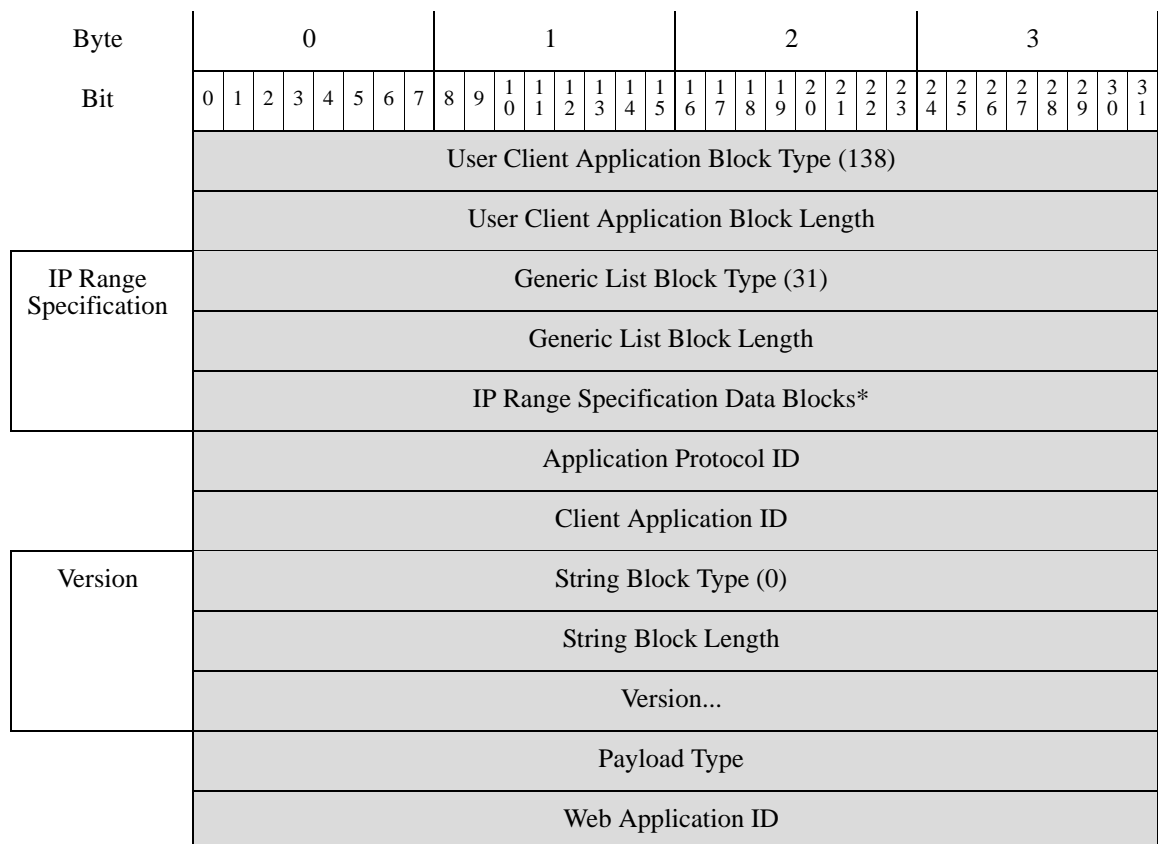 Byte 0 1 2 3
Bit 0 1 2 3 4 5 6 7 8 9 10 11 12 13 14 15 16 17 18 19 20 21 22 23 24 25 26 27 28 29 30 31
User Client Application Block Type (138)
User Client Application Block Length
IP Range
Specification
Generic List Block Type (31)
Generic List Block Length
IP Range Specification Data Blocks*
Application Protocol ID
Client Application ID
Version
String Block Type (0)
String Block Length
Version...
Payload Type
Web Application ID